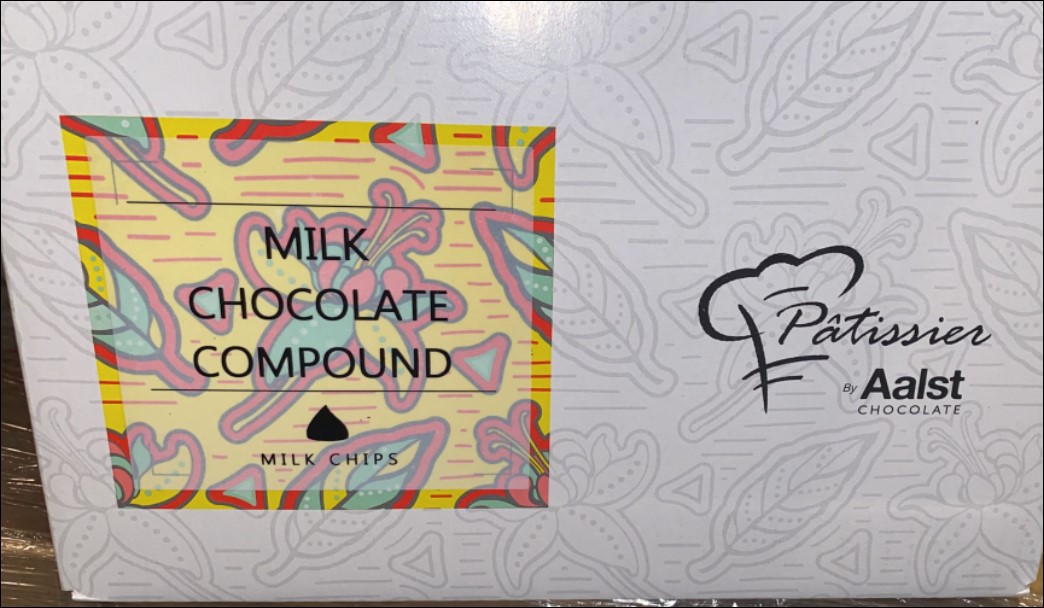 MILK
CHOCOLATE
COMPOUND
MILK CHIPS
Pâtissier
By Aalst
CHOCOLATE